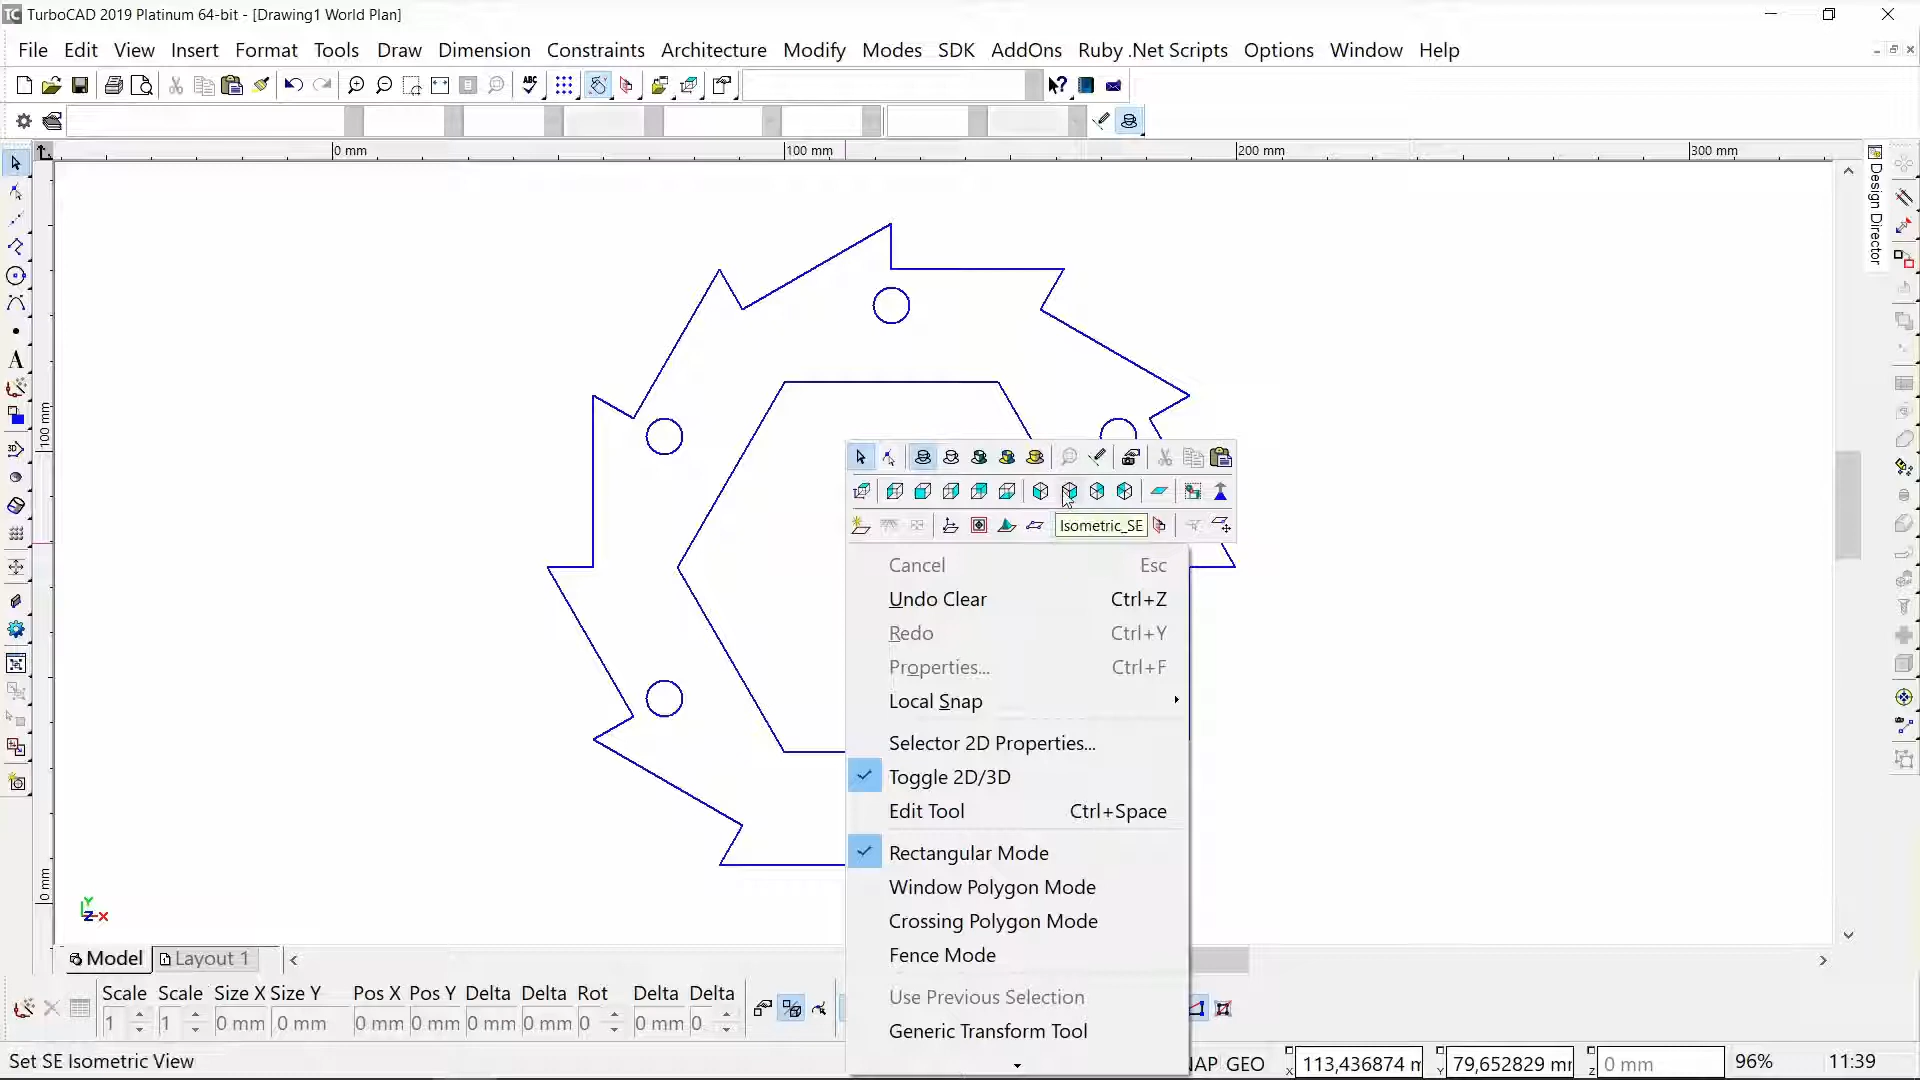 TurboCAD 2019 Platinum 64-bit - [Drawing1 World Plan]
File Edit View Insert Format Tools Draw Dimension Constraints Architecture Modify Modes SDK AddOns Ruby .Net Scripts Options Window Help
0 mm 100 mm 200 mm 300 mm
Design Director
100 mm
0 mm
Isometric_SE
Cancel Esc
Undo Clear Ctrl+Z
Redo Ctrl+Y
Properties... Ctrl+F
Local Snap
Selector 2D Properties...
Toggle 2D/3D
Edit Tool Ctrl+Space
Rectangular Mode
Window Polygon Mode
Crossing Polygon Mode
Fence Mode
Use Previous Selection
Generic Transform Tool
Y
Z X
Model Layout 1
Scale Scale Size X Size Y Pos X Pos Y Delta Delta Rot Delta Delta
1 1 0 mm 0 mm 0 mm 0 mm 0 mm 0 mm 0 0 mm 0
Set SE Isometric View
GEO X 113,436874 Y 79,652829 Z 0 mm 96% 11:39